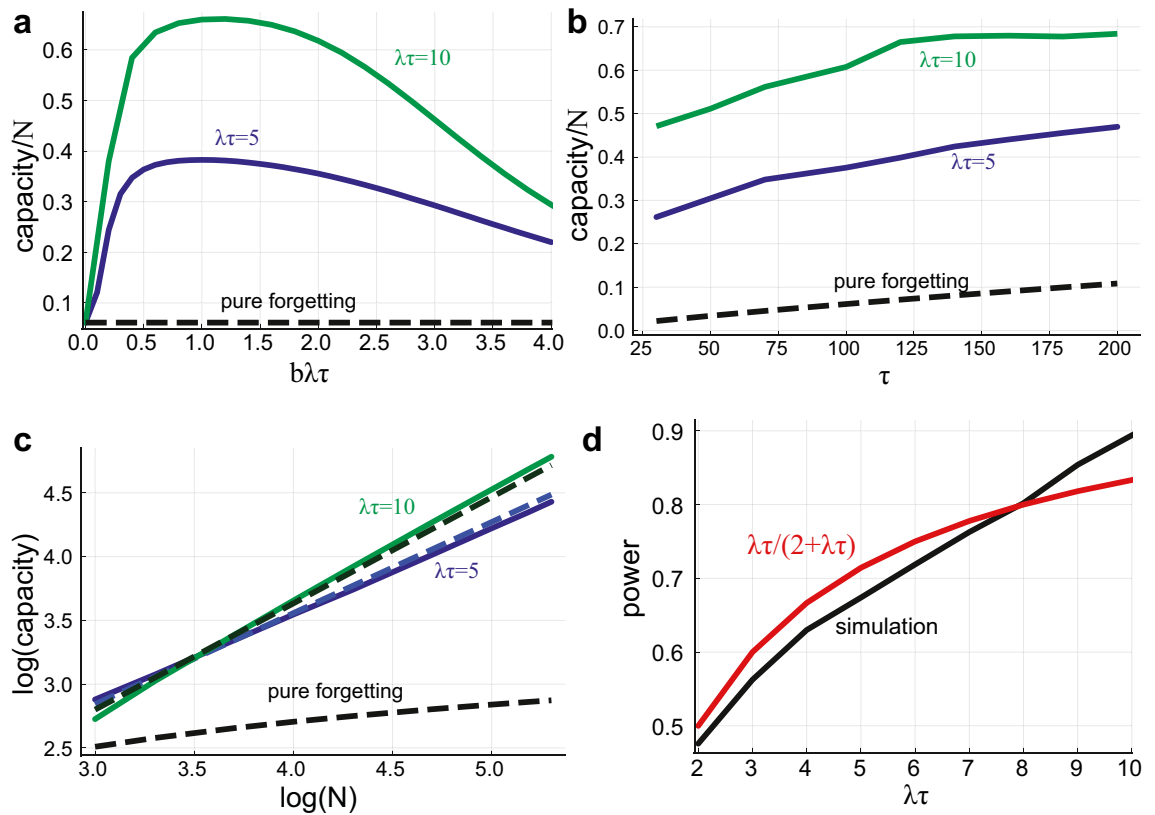 a
capacity/N
0.6
0.5
0.4
0.3
0.2
0.1
λτ=10
λτ=5
pure forgetting
0.0 0.5 1.0 1.5 2.0 2.5 3.0 3.5 4.0
bλτ
b
capacity/N
0.7
0.6
0.5
0.4
0.3
0.2
0.1
0.0
λτ=10
λτ=5
pure forgetting
25 50 75 100 125 150 175 200
τ
c
log(capacity)
4.5
4.0
3.5
3.0
2.5
λτ=10
λτ=5
pure forgetting
3.0 3.5 4.0 4.5 5.0
log(N)
d
power
0.9
0.8
0.7
0.6
0.5
λτ/(2+λτ)
simulation
2 3 4 5 6 7 8 9 10
λτ